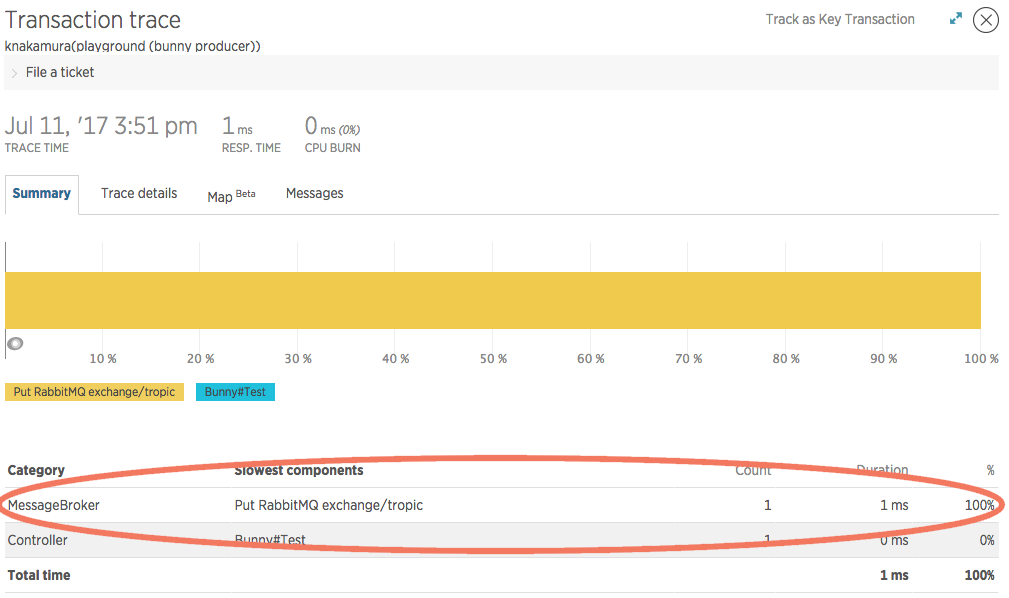 Transaction trace
Track as Key Transaction
knakamura(playground (bunny producer))
File a ticket
Jul 11, '17 3:51 pm 1 ms 0 ms (0%)
TRACE TIME RESP. TIME CPU BURN
Summary Trace details Map Beta Messages
10 % 20 % 30 % 40 % 50 % 60 % 70 % 80 % 90 % 100 %
Put RabbitMQ exchange/tropic Bunny#Test
Category Slowest components Count Duration %
MessageBroker Put RabbitMQ exchange/tropic 1 1 ms 100%
Controller Bunny#Test 1 0 ms 0%
Total time 1 ms 100%